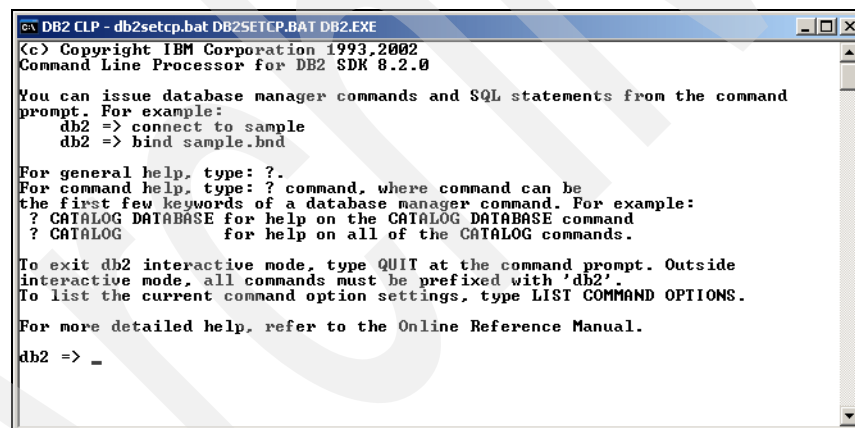 DB2 CLP - db2setcp.bat DB2SETCP.BAT DB2.EXE
(c) Copyright IBM Corporation 1993,2002
Command Line Processor for DB2 SDK 8.2.0
You can issue database manager commands and SQL statements from the command
prompt. For example:
db2 => connect to sample
db2 => bind sample.bnd
For general help, type: ?.
For command help, type: ? command, where command can be
the first few keywords of a database manager command. For example:
? CATALOG DATABASE for help on the CATALOG DATABASE command
? CATALOG for help on all of the CATALOG commands.
To exit db2 interactive mode, type QUIT at the command prompt. Outside
interactive mode, all commands must be prefixed with 'db2'.
To list the current command option settings, type LIST COMMAND OPTIONS.
For more detailed help, refer to the Online Reference Manual.
db2 => _